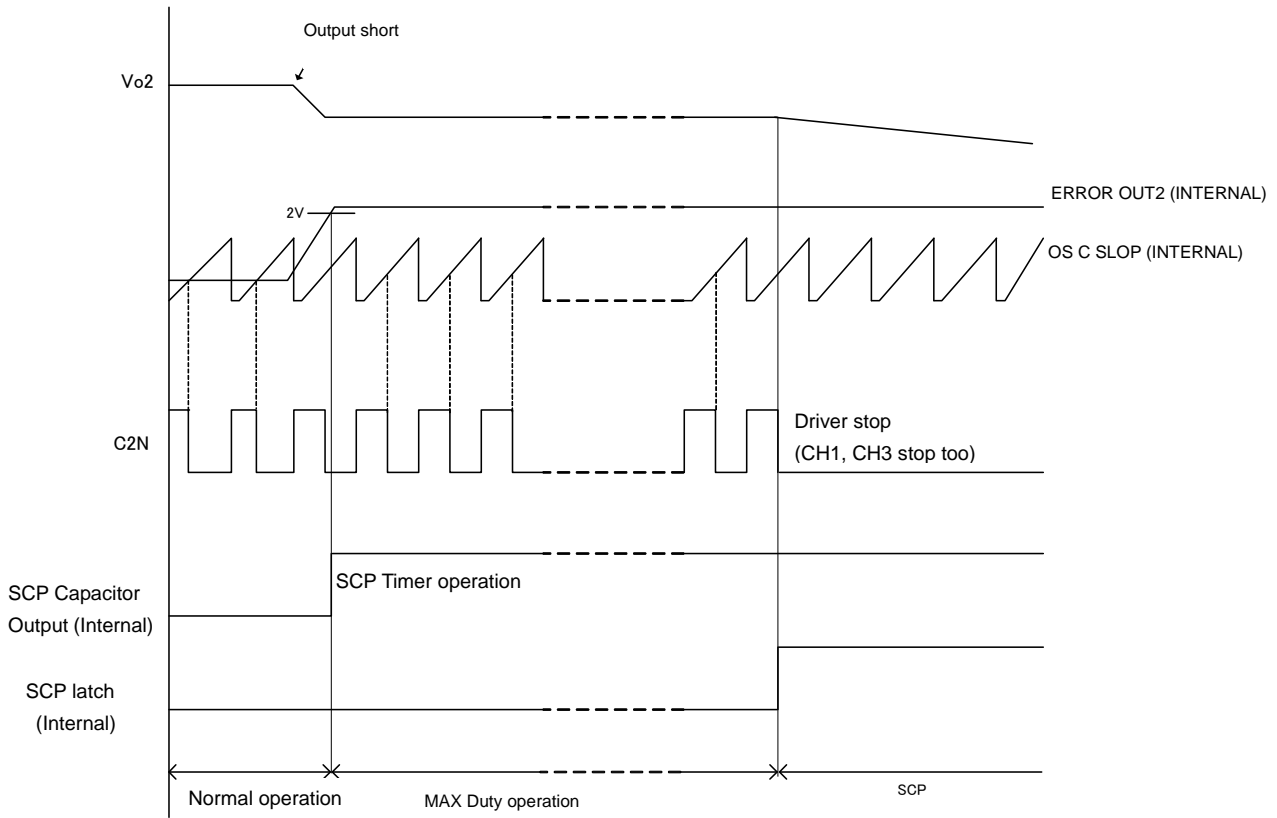 Output short
Vo2
ERROR OUT2 (INTERNAL)
2V
OS C SLOP (INTERNAL)
C2N
Driver stop
(CH1, CH3 stop too)
SCP Timer operation
SCP Capacitor
Output (Internal)
SCP latch
(Internal)
Normal operation
MAX Duty operation
SCP